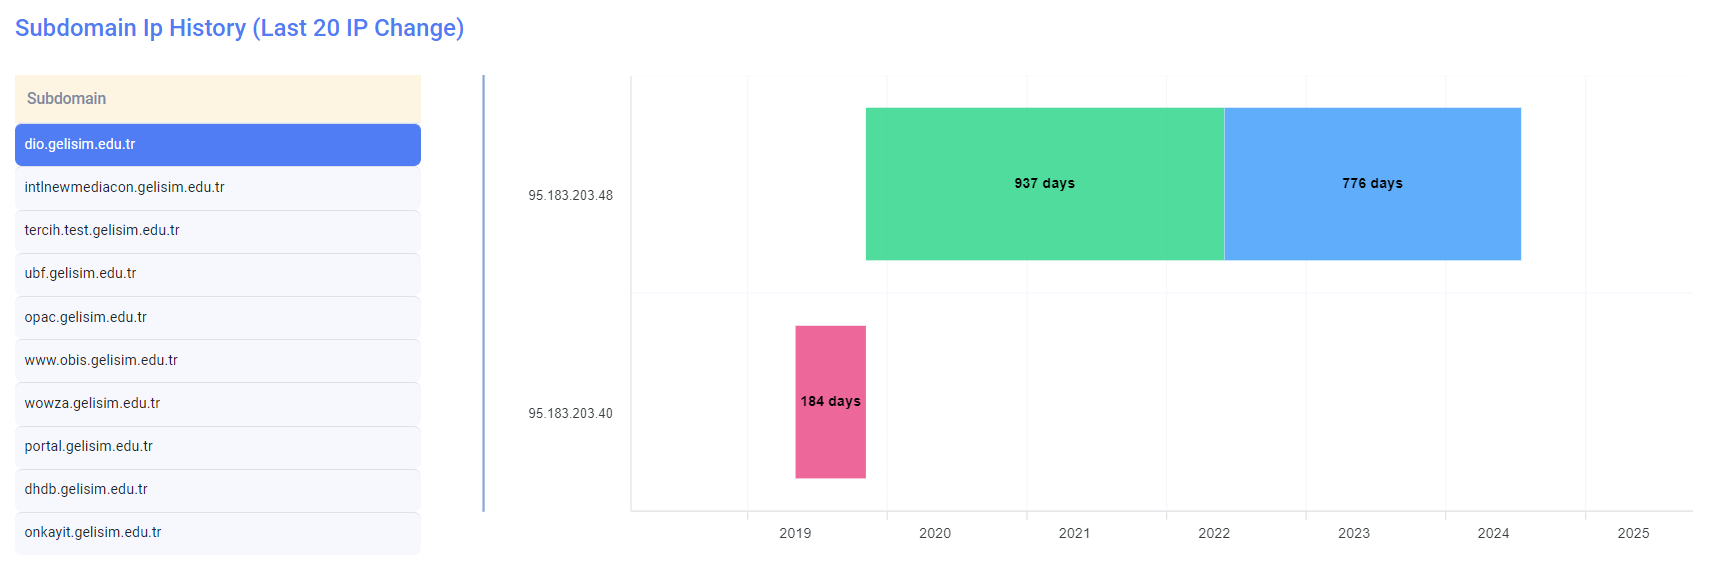 Subdomain Ip History (Last 20 IP Change)
Subdomain
dio.gelisim.edu.tr
intlnewmediacon.gelisim.edu.tr
tercih.test.gelisim.edu.tr
ubf.gelisim.edu.tr
opac.gelisim.edu.tr
www.obis.gelisim.edu.tr
wowza.gelisim.edu.tr
portal.gelisim.edu.tr
dhdb.gelisim.edu.tr
onkayit.gelisim.edu.tr
95.183.203.48
937 days
776 days
95.183.203.40
184 days
2019
2020
2021
2022
2023
2024
2025